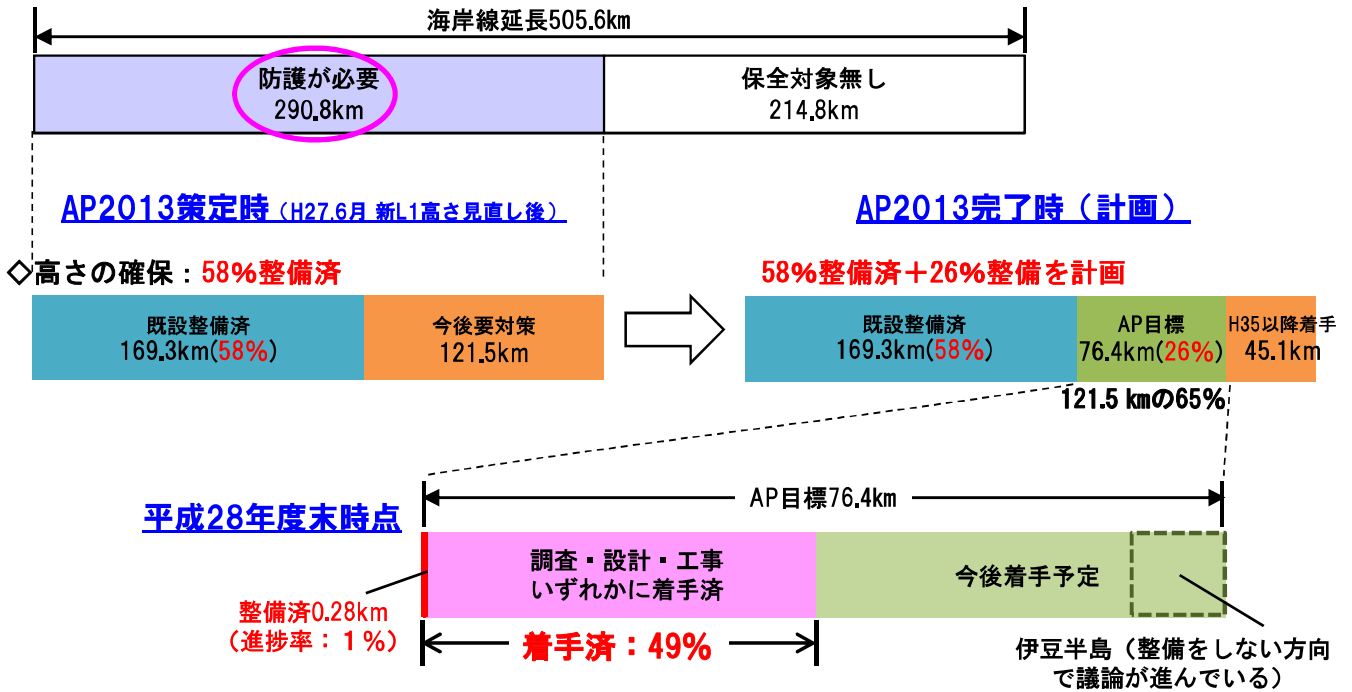 海岸線延長505.6km
防護が必要
290.8km
保全対象無し
214.8km
AP2013策定時（H27.6月 新L1高さ見直し後）
AP2013完了時（計画）
◇高さの確保：58%整備済
58%整備済＋26%整備を計画
既設整備済
169.3km(58%)
今後要対策
121.5km
既設整備済
169.3km(58%)
AP目標
76.4km(26%)
H35以降着手
45.1km
121.5 kmの65%
AP目標76.4km
平成28年度末時点
調査・設計・工事
いずれかに着手済
今後着手予定
整備済0.28km
（進捗率：１%）
着手済：49%
伊豆半島（整備をしない方向
で議論が進んでいる）